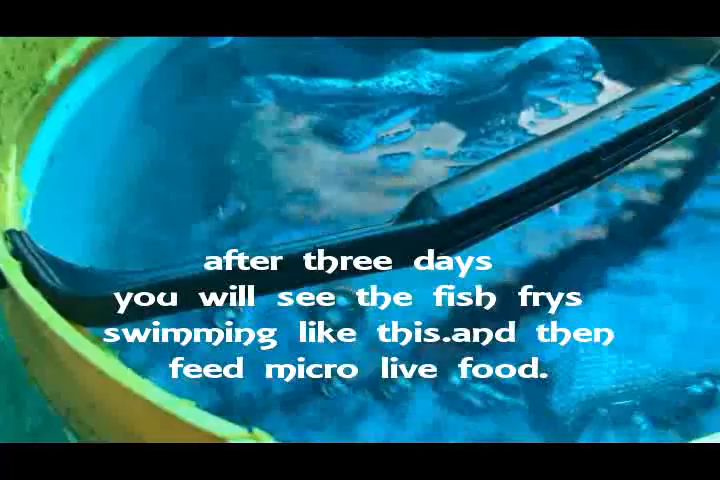 after three days
you will see the fish frys
swimming like this.and then
feed micro live food.